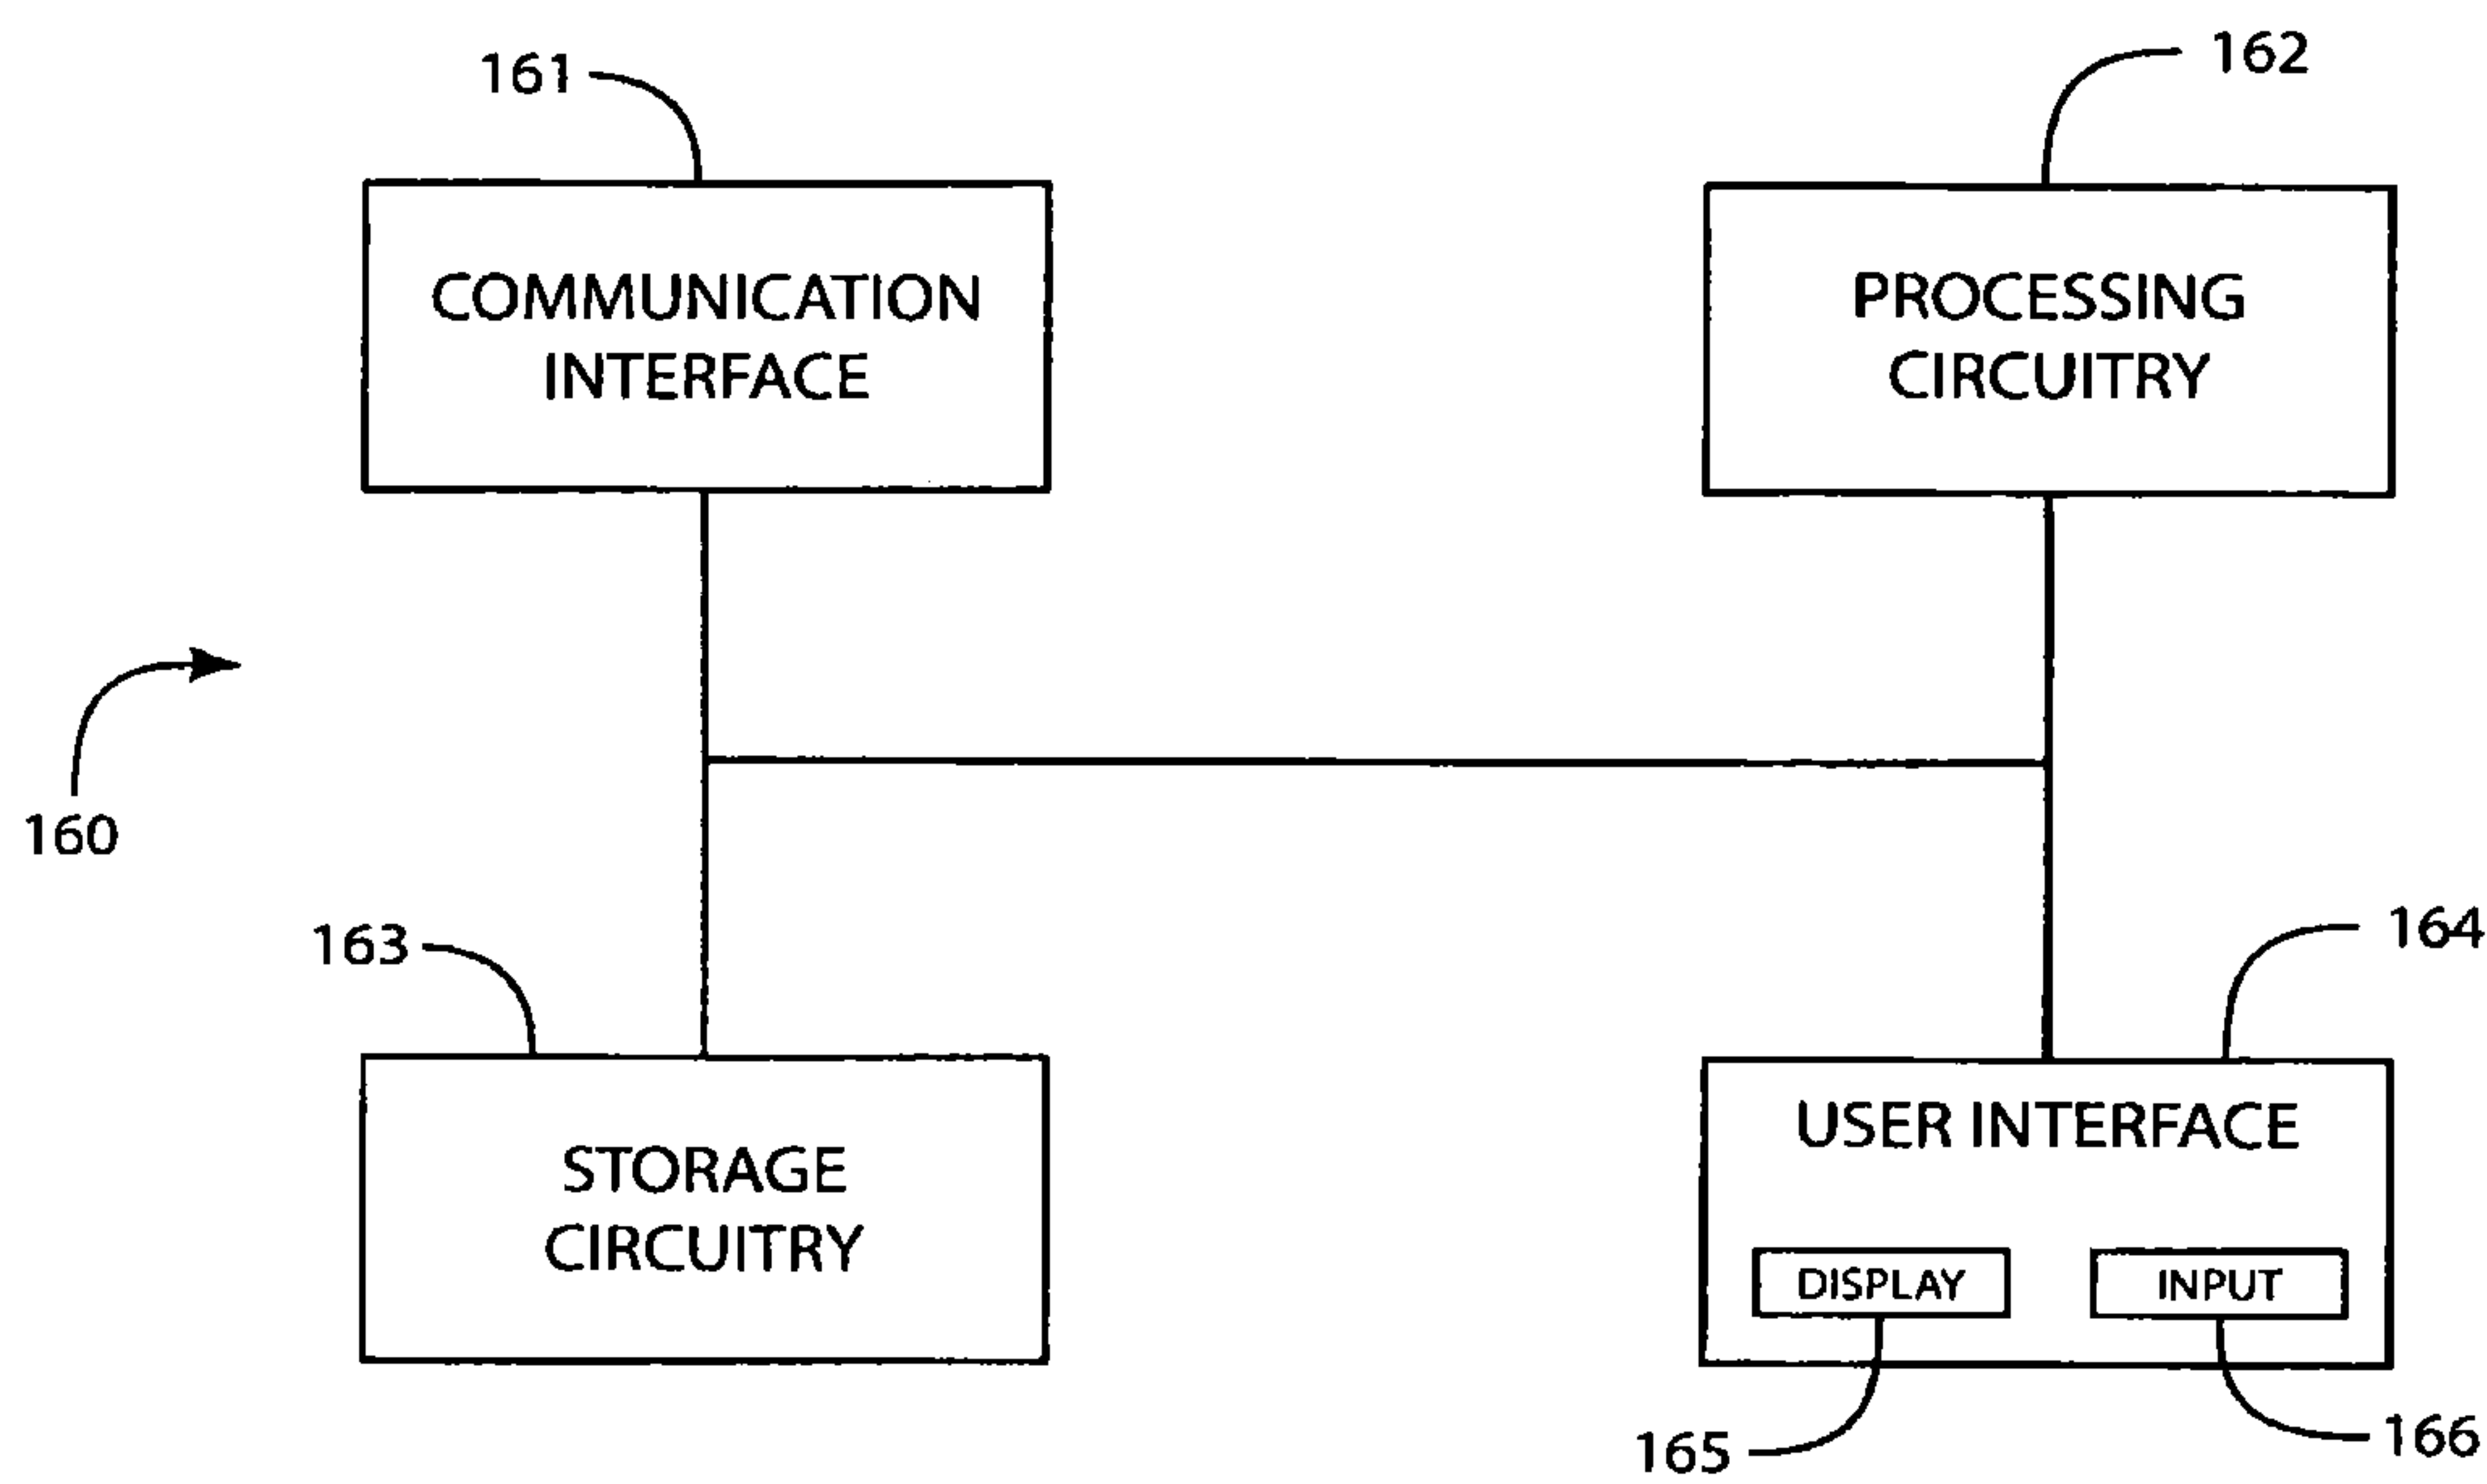 161
162
COMMUNICATION
INTERFACE
PROCESSING
CIRCUITRY
160
163
164
STORAGE
CIRCUITRY
USER INTERFACE
DISPLAY
INPUT
165
166